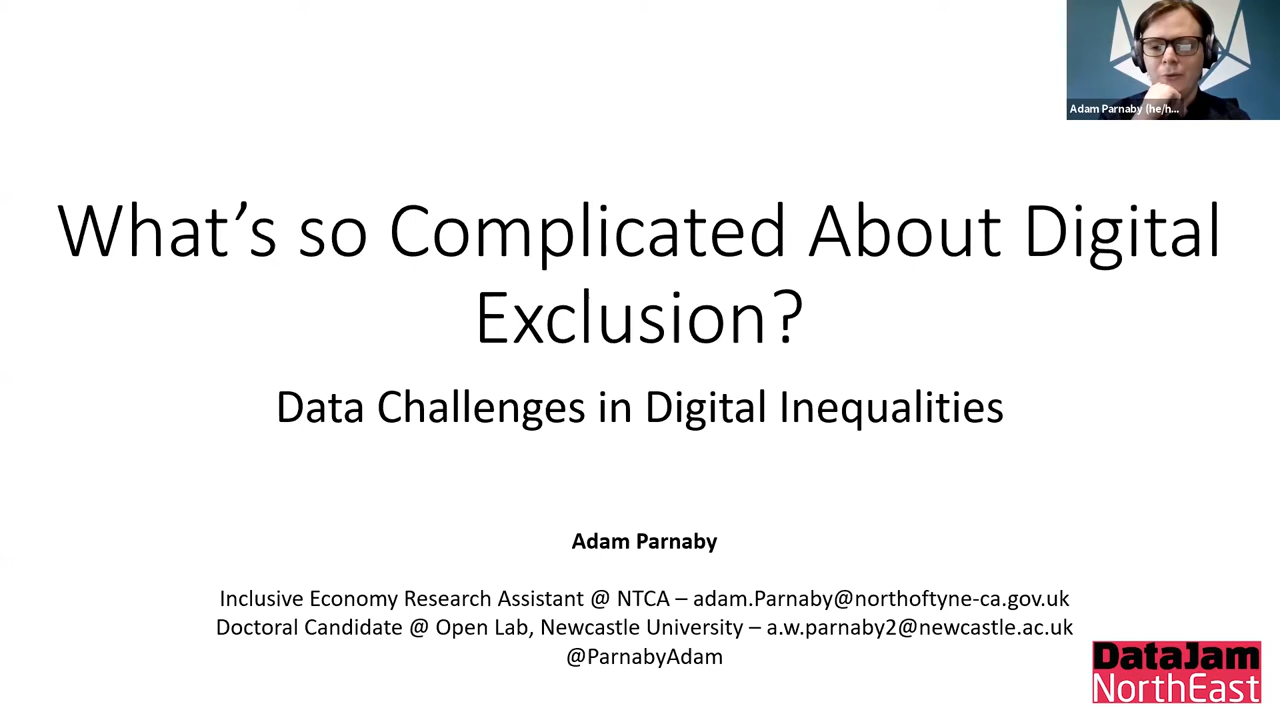 Adam Parnaby (he/h...
What's so Complicated About Digital
Exclusion?
Data Challenges in Digital Inequalities
Adam Parnaby
Inclusive Economy Research Assistant @ NTCA – adam.Parnaby@northoftyne-ca.gov.uk
Doctoral Candidate @ Open Lab, Newcastle University – a.w.parnaby2@newcastle.ac.uk
@ParnabyAdam
DataJam
NorthEast